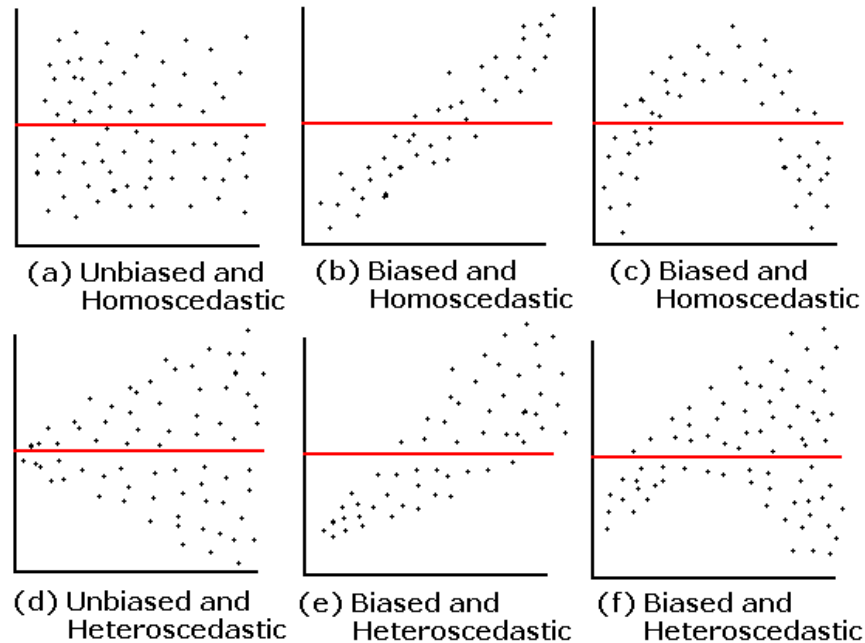 (a) Unbiased and
Homoscedastic
(b) Biased and
Homoscedastic
(c) Biased and
Homoscedastic
(d) Unbiased and
Heteroscedastic
(e) Biased and
Heteroscedastic
(f) Biased and
Heteroscedastic